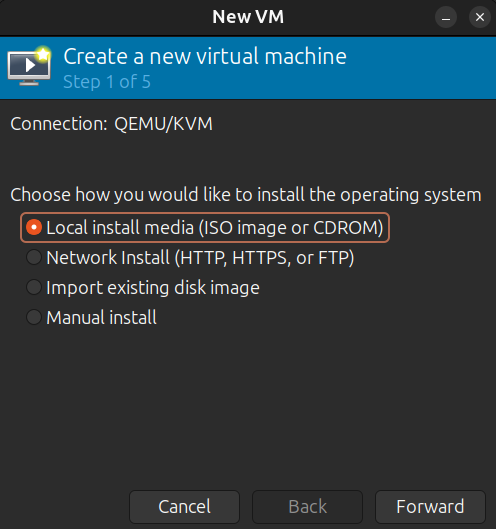 New VM
Create a new virtual machine
Step 1 of 5
Connection: QEMU/KVM
Choose how you would like to install the operating system
Local install media (ISO image or CDROM)
Network Install (HTTP, HTTPS, or FTP)
Import existing disk image
Manual install
Cancel Back Forward